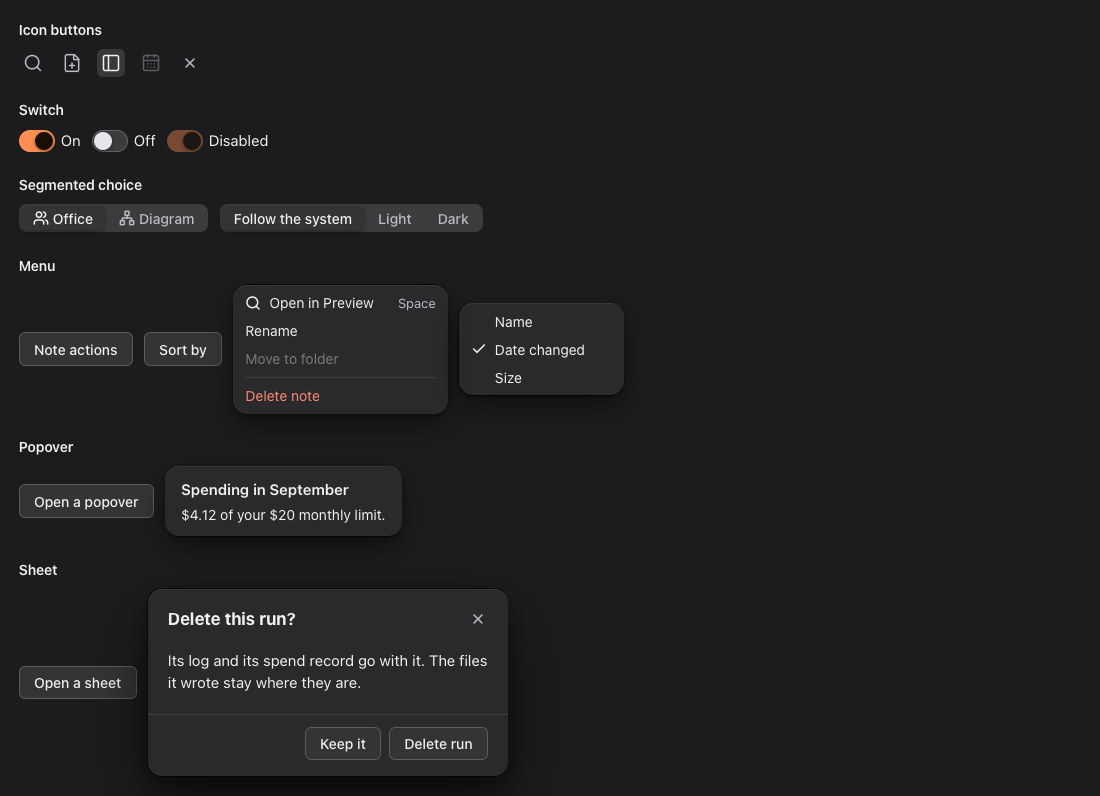 Icon buttons
Switch
On
Off
Disabled
Segmented choice
Office
Diagram
Follow the system
Light
Dark
Menu
Note actions
Sort by
Open in Preview
Space
Rename
Move to folder
Delete note
Name
Date changed
Size
Popover
Open a popover
Spending in September
$4.12 of your $20 monthly limit.
Sheet
Open a sheet
Delete this run?
Its log and its spend record go with it. The files
it wrote stay where they are.
Keep it
Delete run